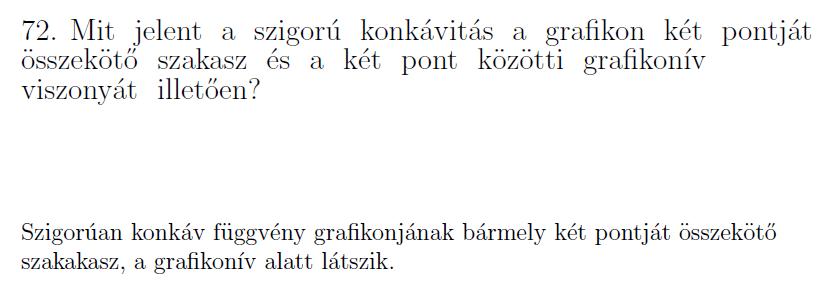 72. Mit jelent a szigorú konkávitás a grafikon két pontját
összekötő szakasz és a két pont közötti grafikonív
viszonyát illetően?
Szigorúan konkáv függvény grafikonjának bármely két pontját összekötő
szakakasz, a grafikonív alatt látszik.